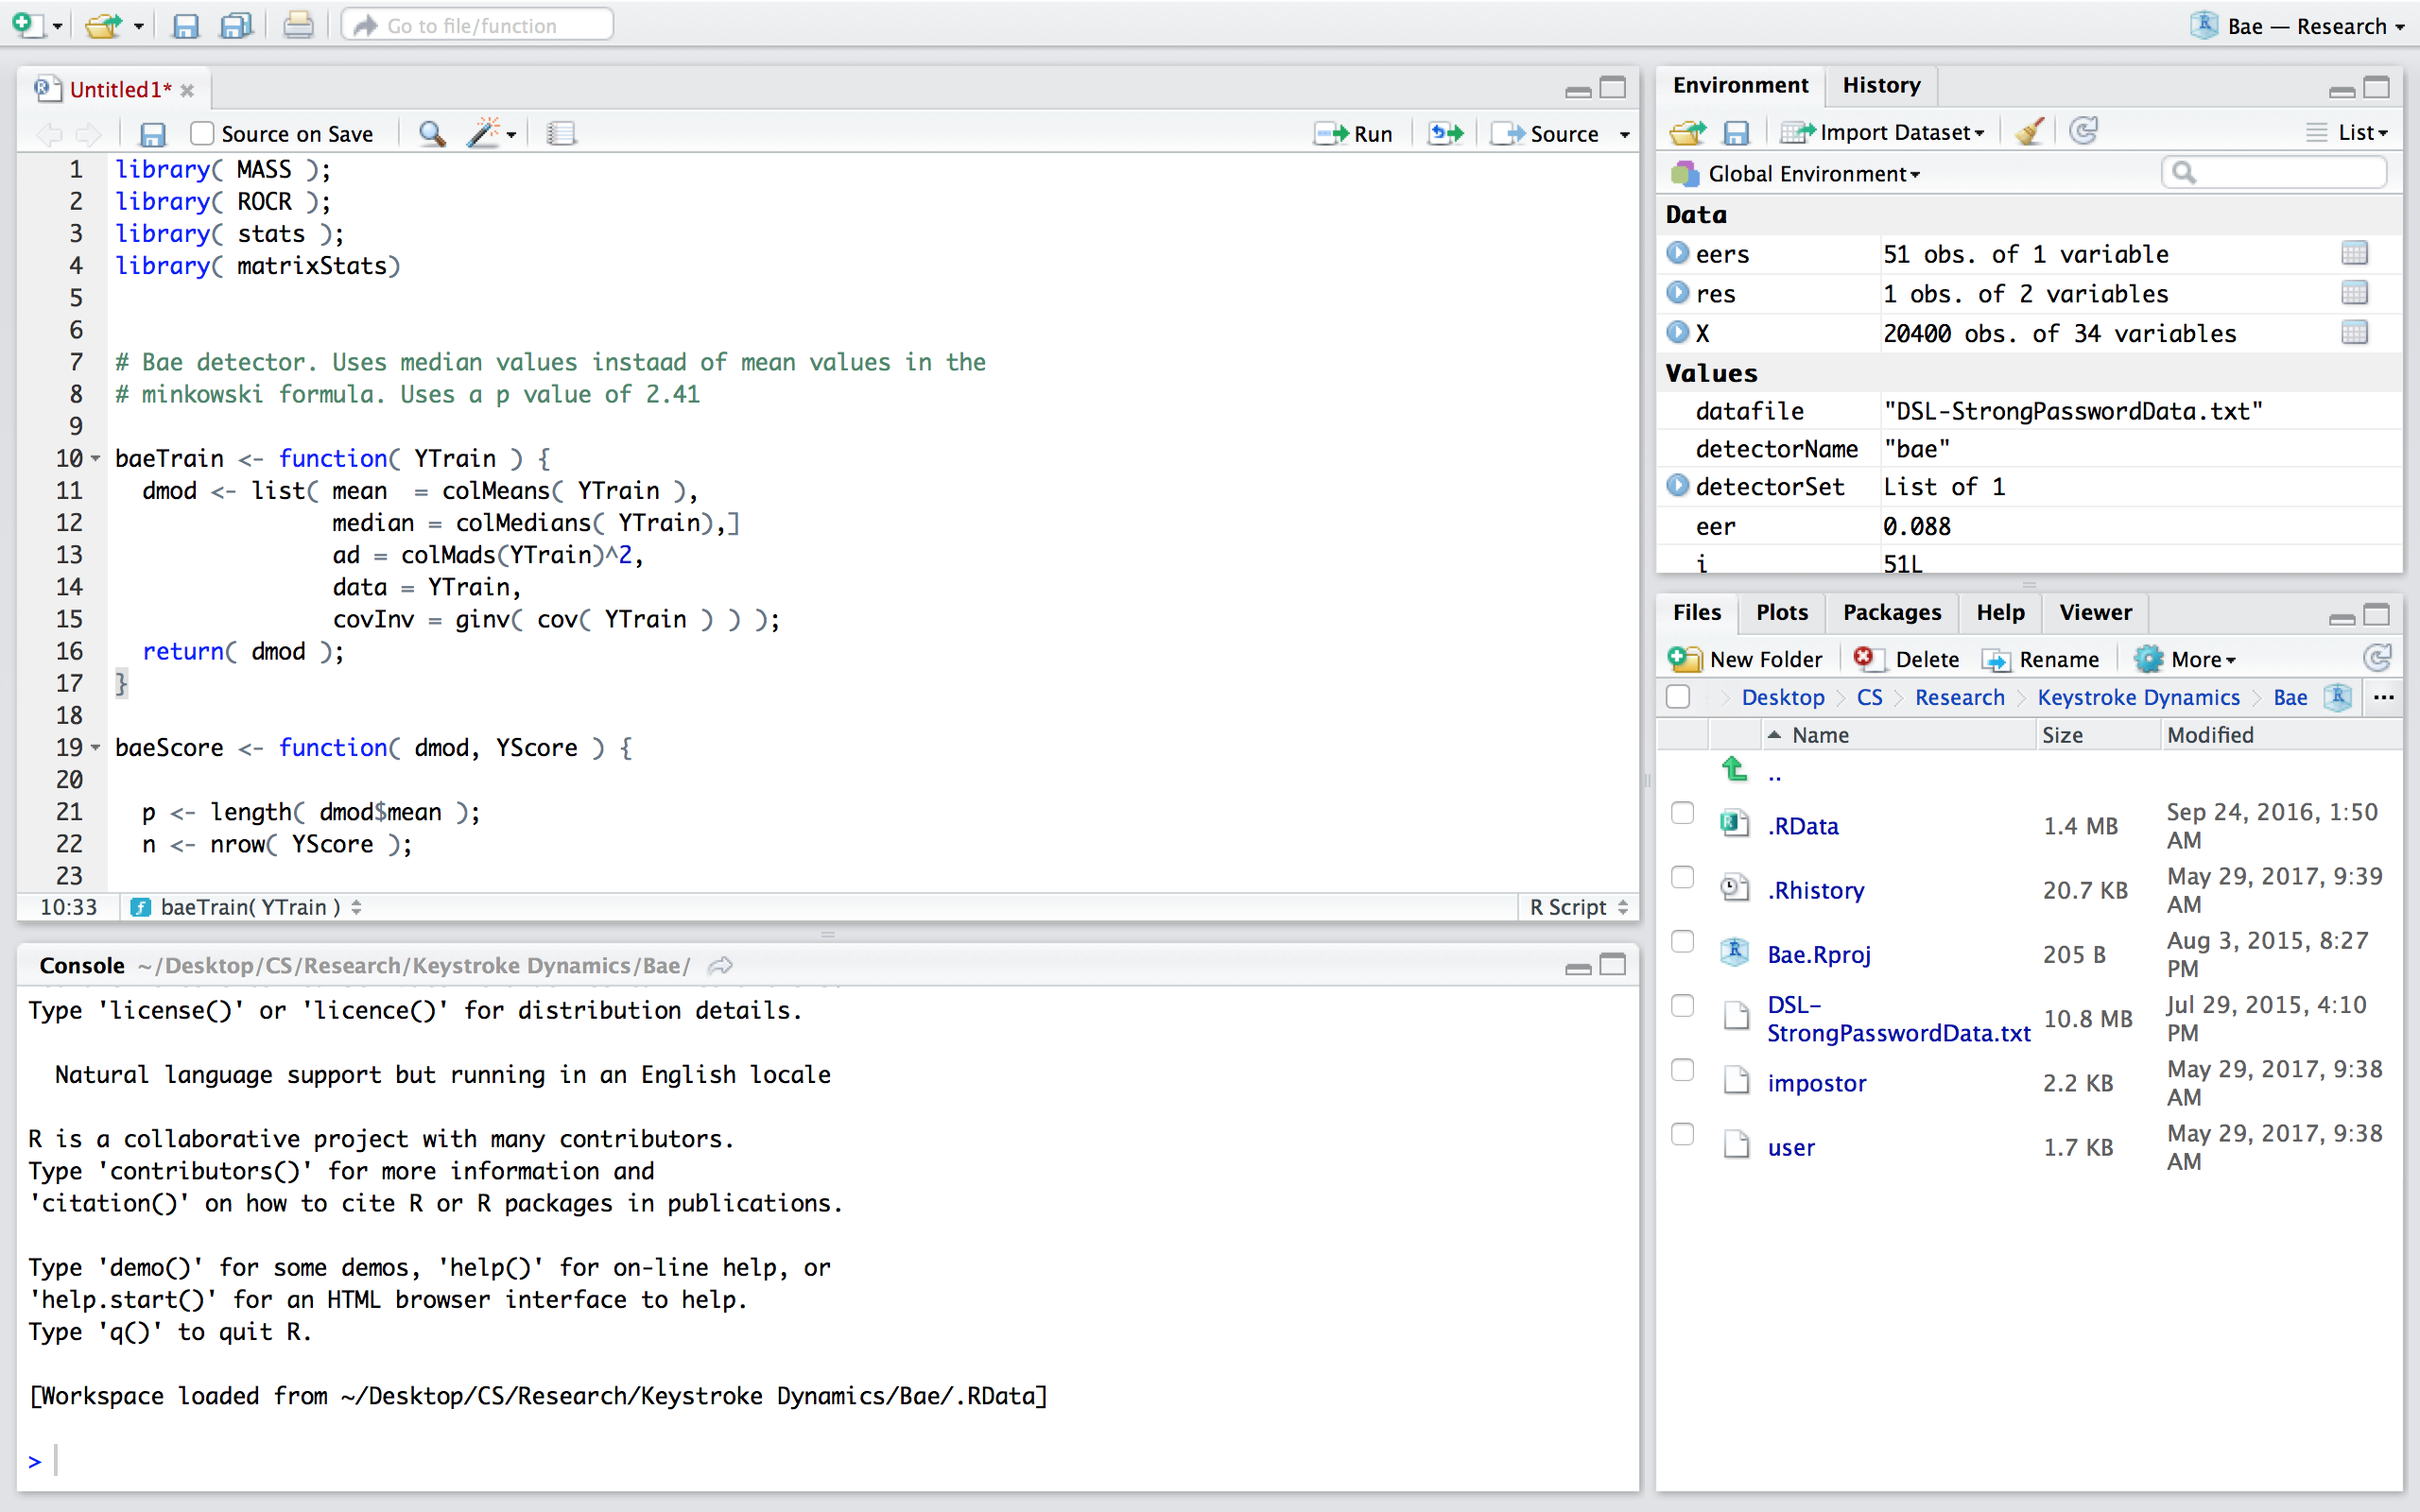 Go to file/function
Bae — Research
Untitled1*
Source on Save
Run
Source
1 library( MASS );
2 library( ROCR );
3 library( stats );
4 library( matrixStats)
5
6
7 # Bae detector. Uses median values instaad of mean values in the
8 # minkowski formula. Uses a p value of 2.41
9
10 baeTrain <- function( YTrain ) {
11 dmod <- list( mean  = colMeans( YTrain ),
12 median = colMedians( YTrain),]
13 ad = colMads(YTrain)^2,
14 data = YTrain,
15 covInv = ginv( cov( YTrain ) ) );
16 return( dmod );
17 }
18
19 baeScore <- function( dmod, YScore ) {
20
21 p <- length( dmod$mean );
22 n <- nrow( YScore );
23
10:33 baeTrain( YTrain ) R Script
Console ~/Desktop/CS/Research/Keystroke Dynamics/Bae/
Type 'license()' or 'licence()' for distribution details.
Natural language support but running in an English locale
R is a collaborative project with many contributors.
Type 'contributors()' for more information and
'citation()' on how to cite R or R packages in publications.
Type 'demo()' for some demos, 'help()' for on-line help, or
'help.start()' for an HTML browser interface to help.
Type 'q()' to quit R.
[Workspace loaded from ~/Desktop/CS/Research/Keystroke Dynamics/Bae/.RData]
>
Environment History
Import Dataset List
Global Environment
Data
eers 51 obs. of 1 variable
res 1 obs. of 2 variables
X 20400 obs. of 34 variables
Values
datafile "DSL-StrongPasswordData.txt"
detectorName "bae"
detectorSet List of 1
eer 0.088
i 51L
Files Plots Packages Help Viewer
New Folder Delete Rename More
Desktop CS Research Keystroke Dynamics Bae ...
Name Size Modified
..
.RData 1.4 MB Sep 24, 2016, 1:50 AM
.Rhistory 20.7 KB May 29, 2017, 9:39 AM
Bae.Rproj 205 B Aug 3, 2015, 8:27 PM
DSL-StrongPasswordData.txt 10.8 MB Jul 29, 2015, 4:10 PM
impostor 2.2 KB May 29, 2017, 9:38 AM
user 1.7 KB May 29, 2017, 9:38 AM